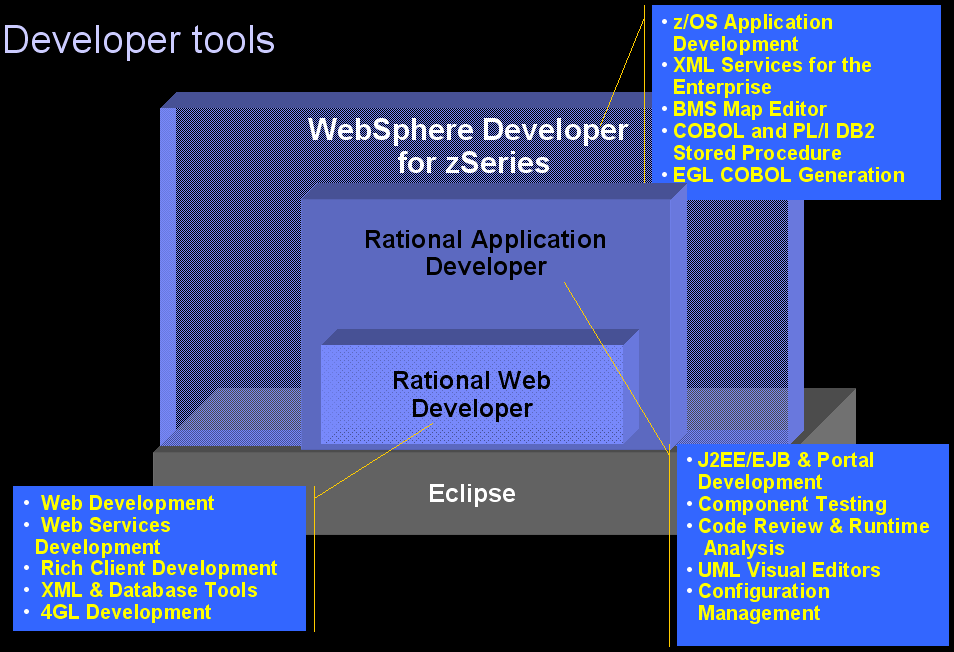 Developer tools
• z/OS Application
Development
• XML Services for the
Enterprise
• BMS Map Editor
• COBOL and PL/I DB2
Stored Procedure
• EGL COBOL Generation
WebSphere Developer
for zSeries
Rational Application
Developer
Rational Web
Developer
Eclipse
• Web Development
• Web Services
Development
• Rich Client Development
• XML & Database Tools
• 4GL Development
• J2EE/EJB & Portal
Development
• Component Testing
• Code Review & Runtime
Analysis
• UML Visual Editors
• Configuration
Management